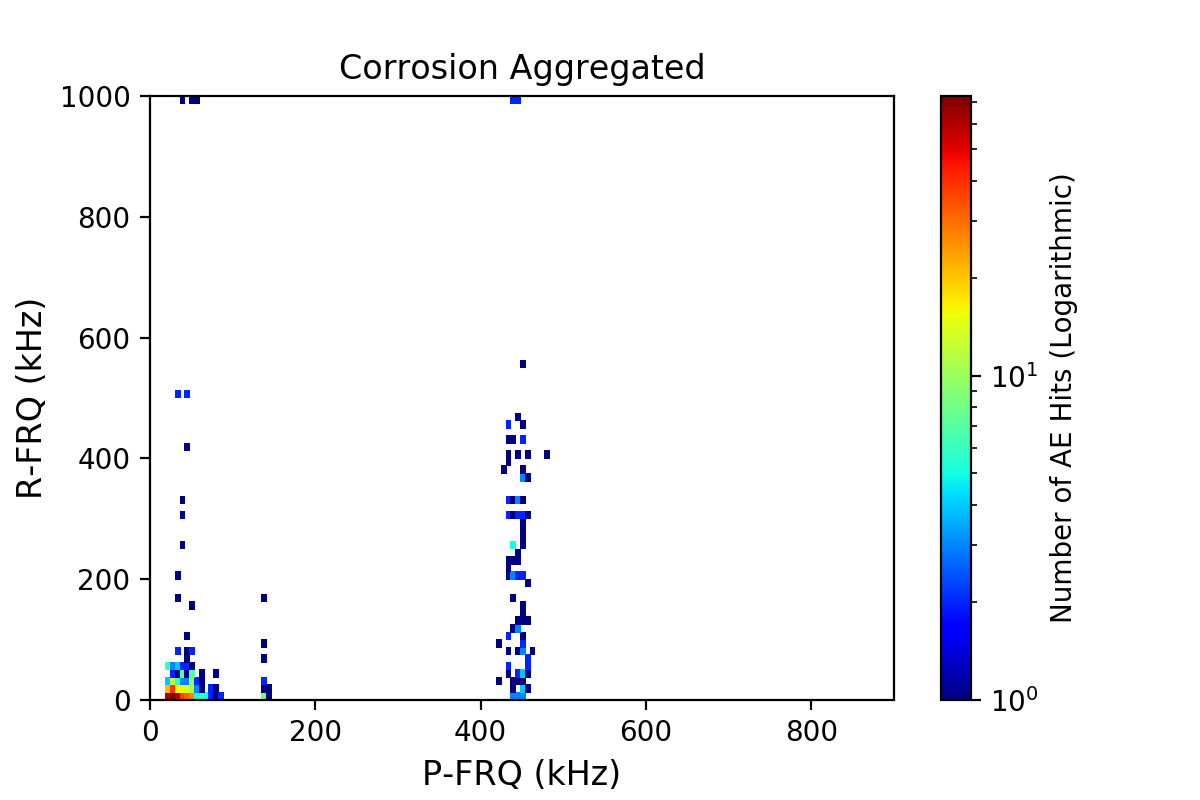 Corrosion Aggregated
1000
800
600
400
200
0
R-FRQ (kHz)
0 200 400 600 800
P-FRQ (kHz)
10¹
10⁰
Number of AE Hits (Logarithmic)